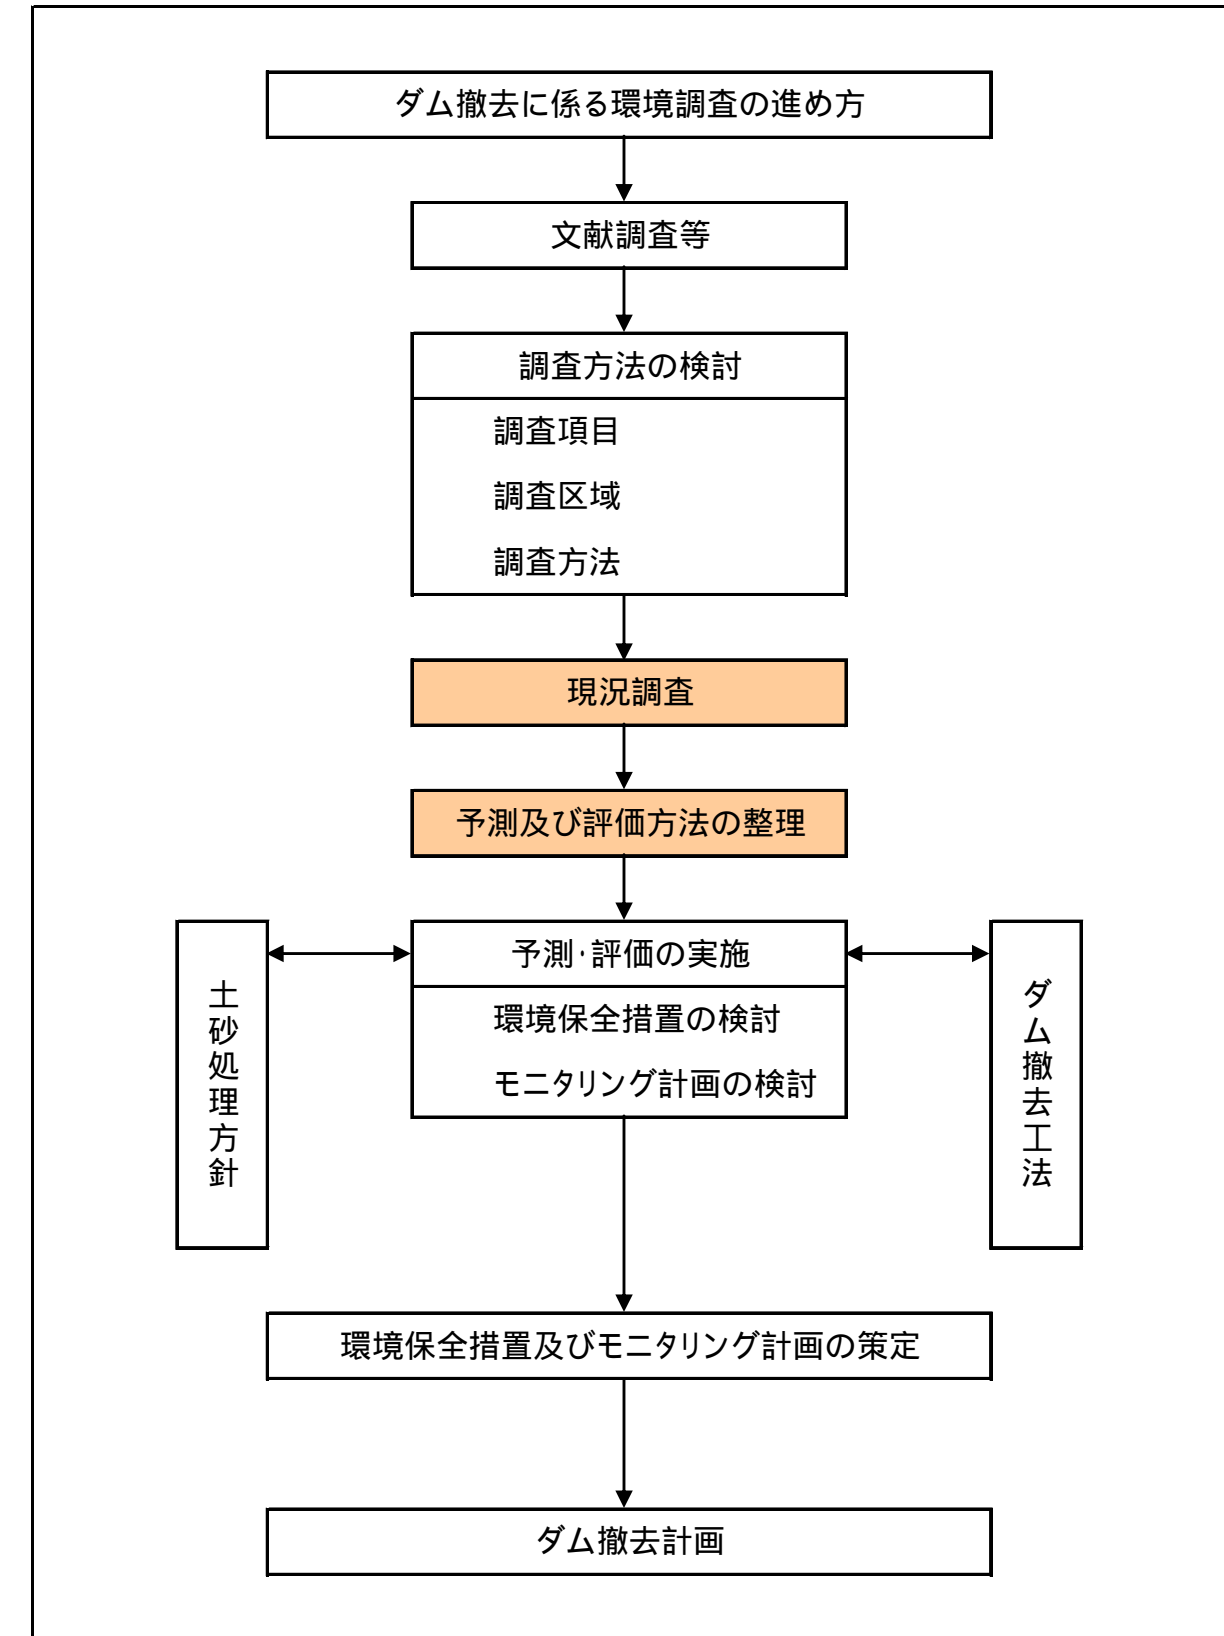 ダム撤去に係る環境調査の進め方
文献調査等
調査方法の検討
調査項目
調査区域
調査方法
現況調査
予測及び評価方法の整理
土砂処理方針
予測・評価の実施
環境保全措置の検討
モニタリング計画の検討
ダム撤去工法
環境保全措置及びモニタリング計画の策定
ダム撤去計画